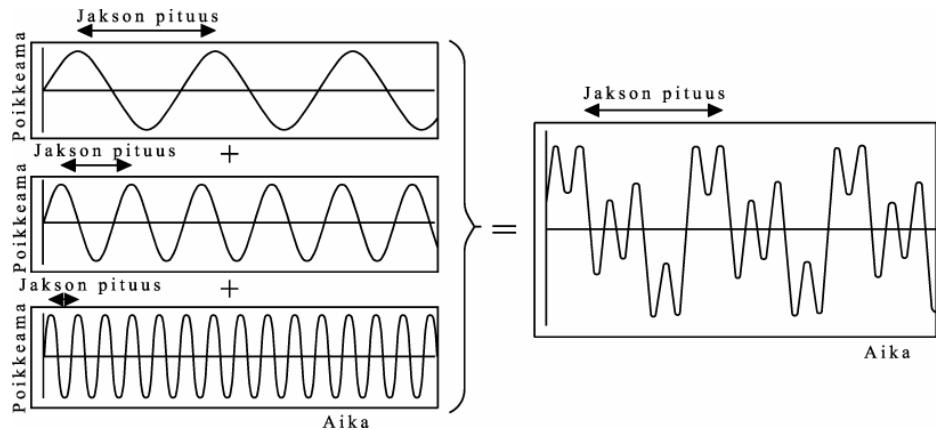 Jakson pituus
Poikkeama
+
Jakson pituus
Poikkeama
+
Jakson pituus
Poikkeama
Aika
=
Jakson pituus
Aika